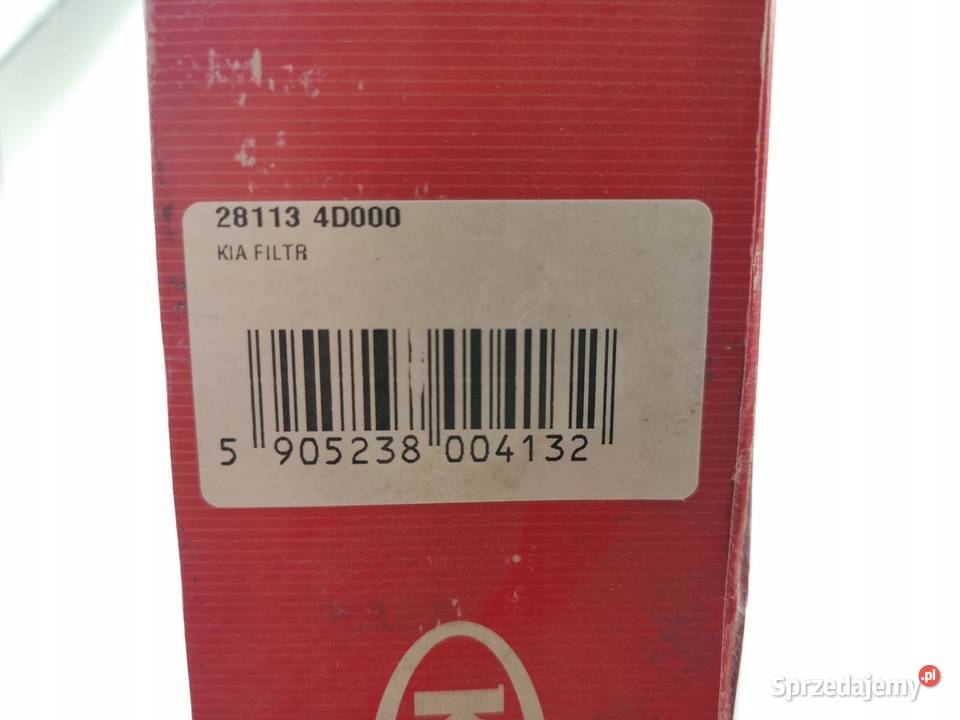 28113 4D000
KIA FILTR
5 905238 004132
K
Sprzedajemy.pl